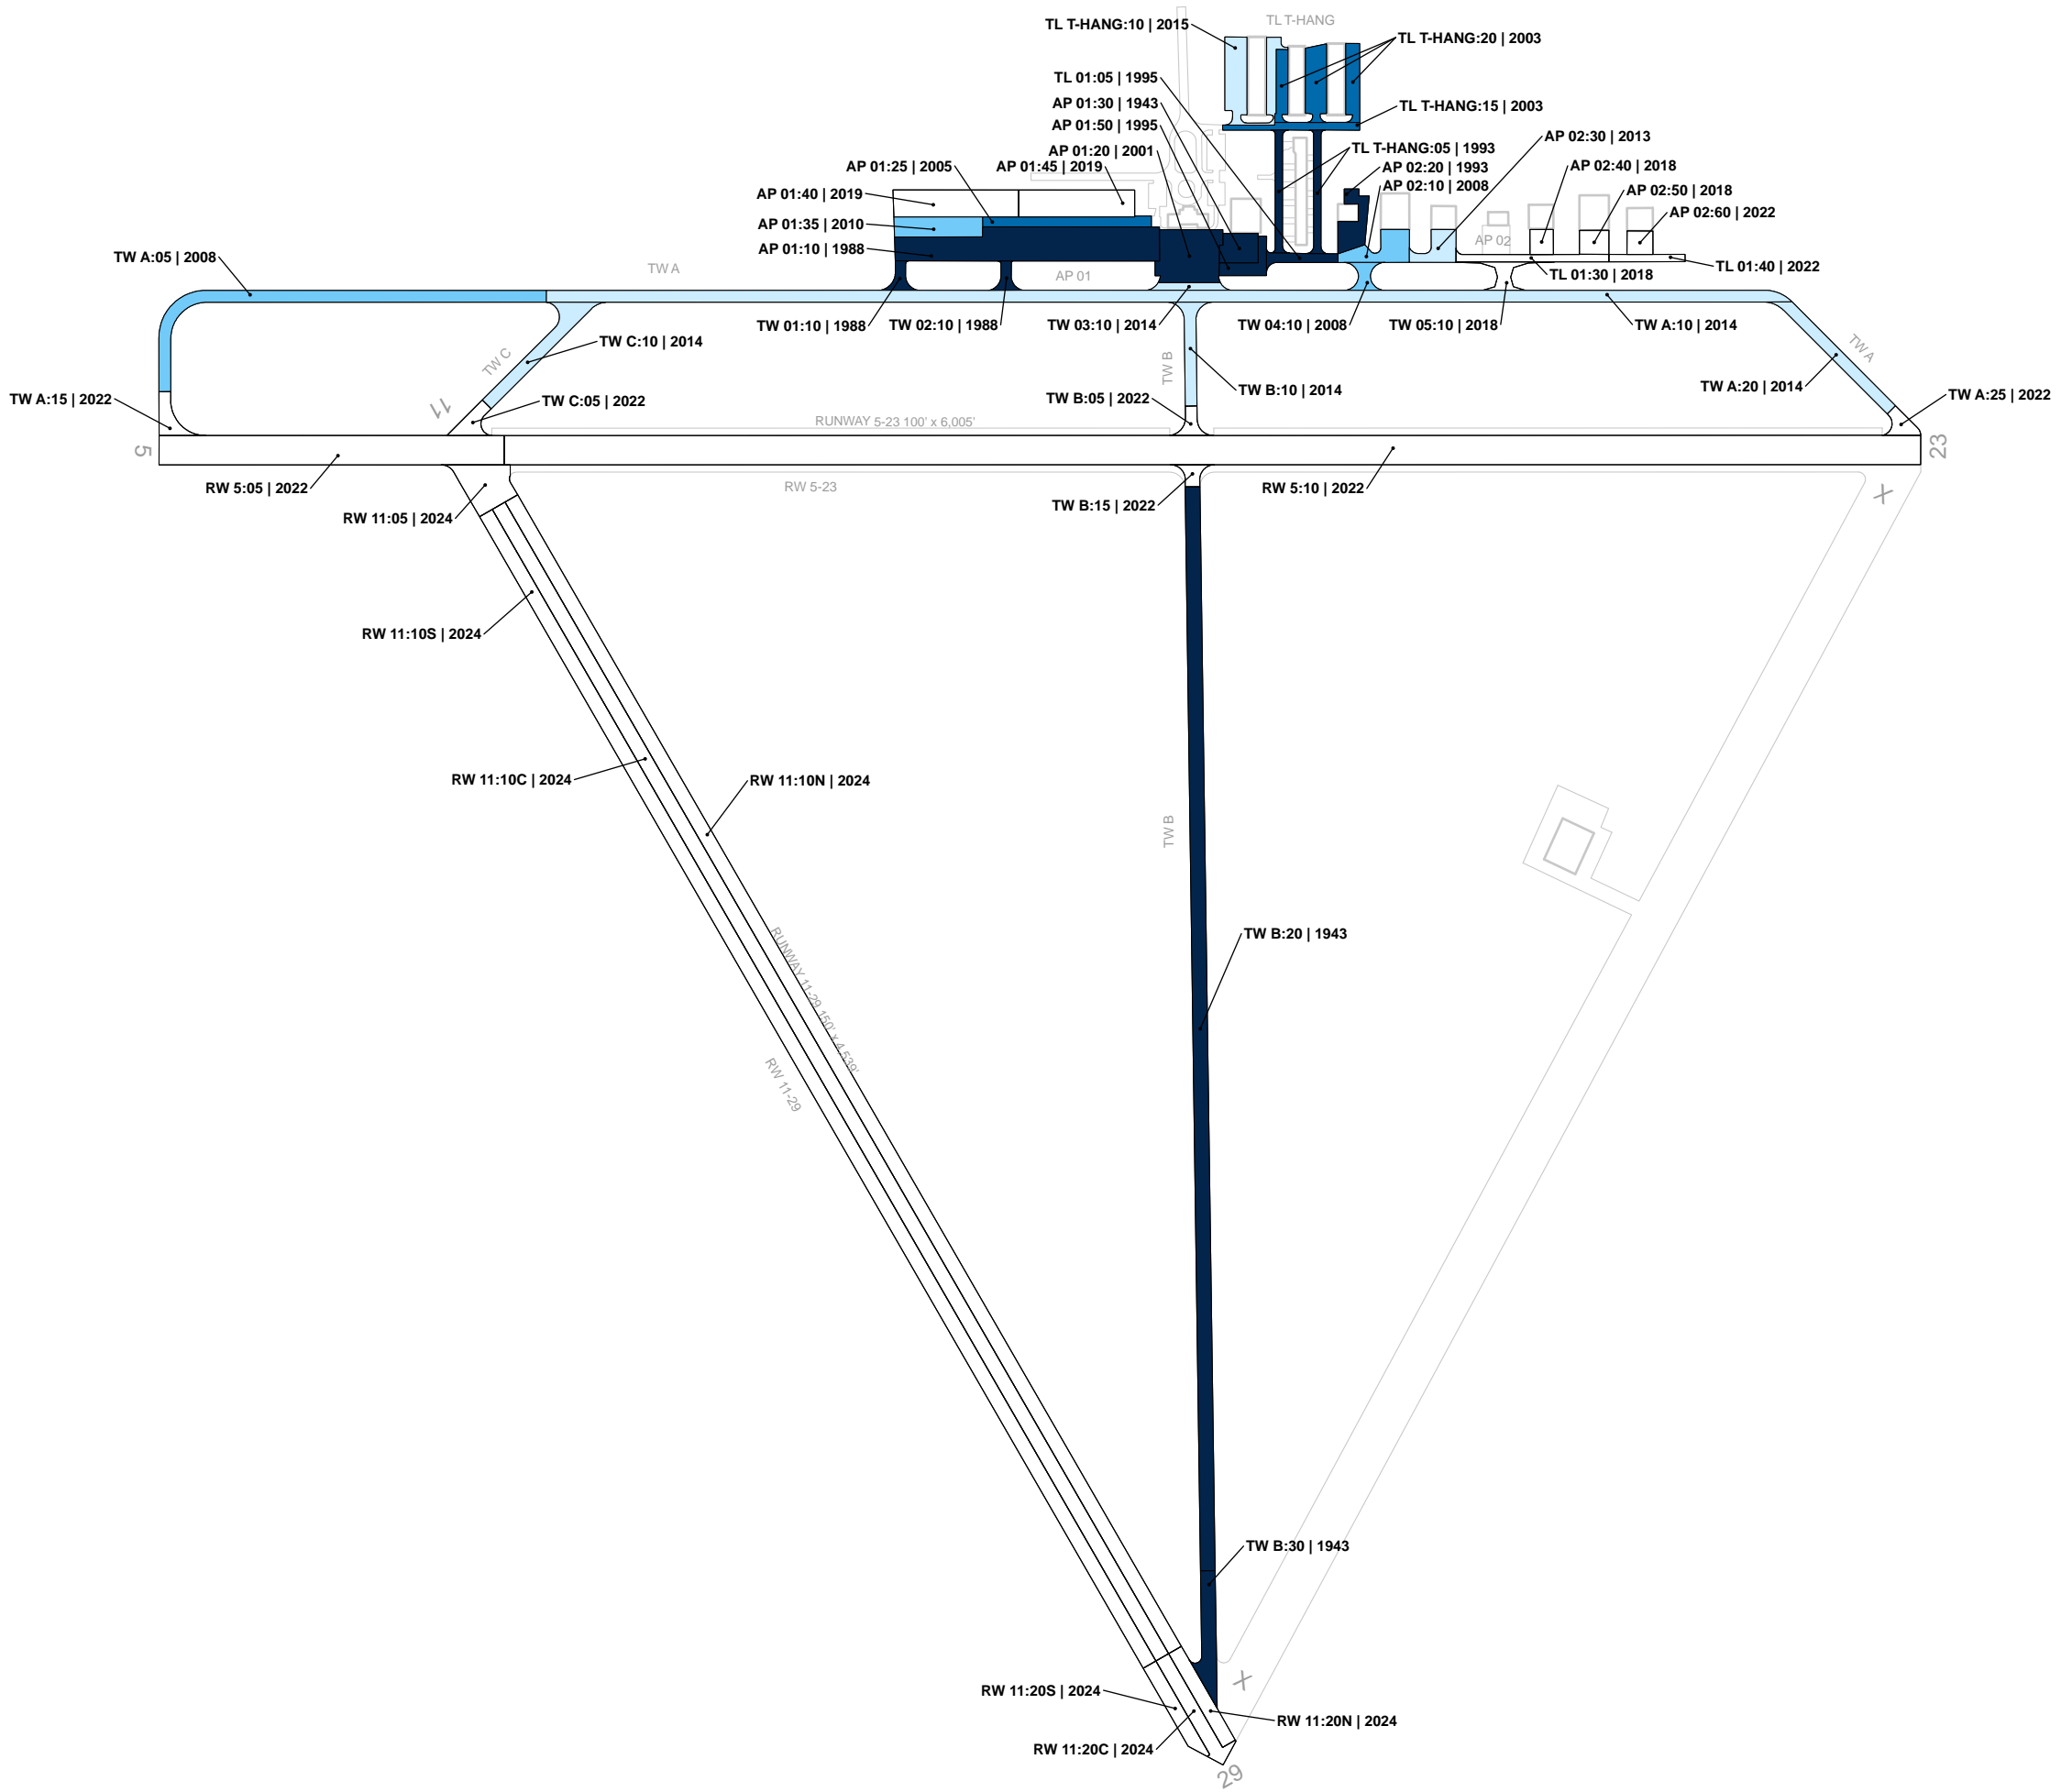 TL T-HANG:10 | 2015
TL T-HANG
TL T-HANG:20 | 2003
TL 01:05 | 1995
AP 01:30 | 1943
TL T-HANG:15 | 2003
AP 01:50 | 1995
AP 02:30 | 2013
AP 01:20 | 2001
TL T-HANG:05 | 1993
AP 01:25 | 2005
AP 01:45 | 2019
AP 02:20 | 1993
AP 02:40 | 2018
AP 02:10 | 2008
AP 02:50 | 2018
AP 01:40 | 2019
AP 02:60 | 2022
AP 01:35 | 2010
AP 02
AP 01:10 | 1988
TW A:05 | 2008
TW A
AP 01
TL 01:40 | 2022
TL 01:30 | 2018
TW 01:10 | 1988
TW 02:10 | 1988
TW 03:10 | 2014
TW 04:10 | 2008
TW 05:10 | 2018
TW A:10 | 2014
TW C:10 | 2014
TW C
TW B
TW A
TW B:10 | 2014
TW A:20 | 2014
TW A:15 | 2022
11
TW C:05 | 2022
TW B:05 | 2022
TW A:25 | 2022
RUNWAY 5-23 100' x 6,005'
5
23
RW 5:05 | 2022
RW 5-23
RW 5:10 | 2022
X
TW B:15 | 2022
RW 11:05 | 2024
RW 11:10S | 2024
RW 11:10C | 2024
RW 11:10N | 2024
TW B
TW B:20 | 1943
RUNWAY 11-29 150' x 4,539'
RW 11-29
TW B:30 | 1943
X
RW 11:20S | 2024
RW 11:20N | 2024
RW 11:20C | 2024
29